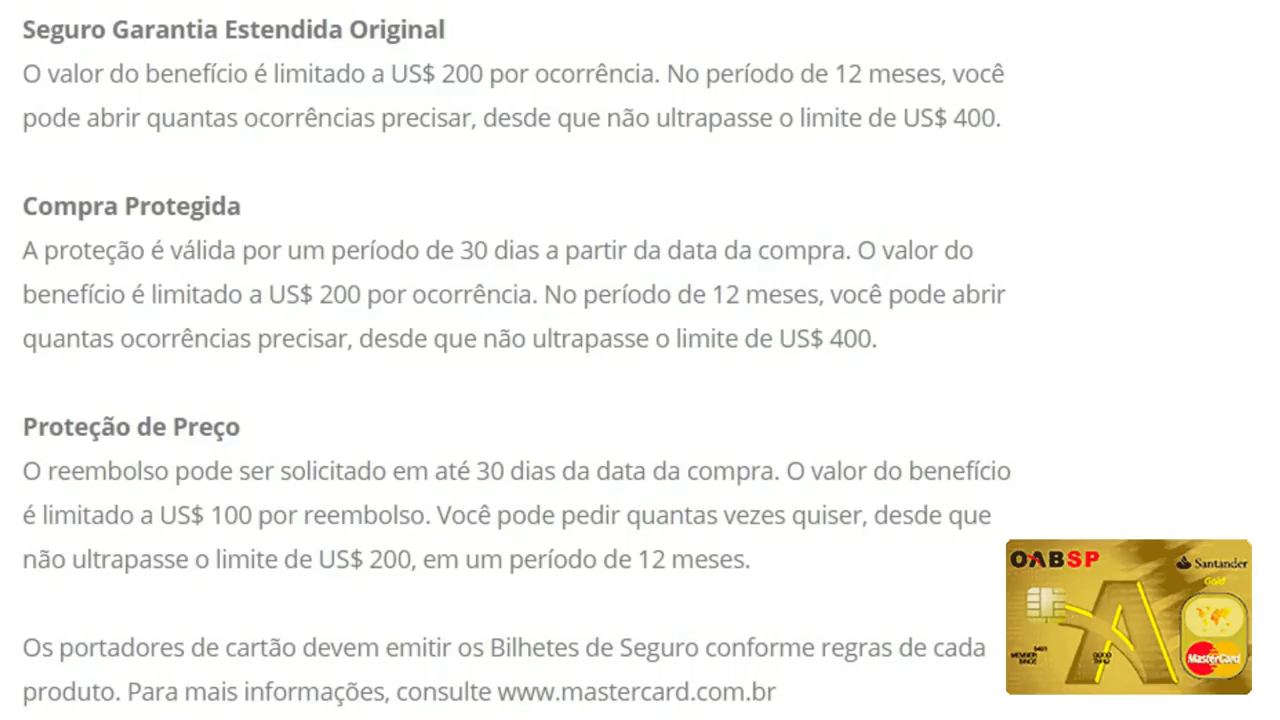 Seguro Garantia Estendida Original
O valor do benefício é limitado a US$ 200 por ocorrência. No período de 12 meses, você
pode abrir quantas ocorrências precisar, desde que não ultrapasse o limite de US$ 400.
Compra Protegida
A proteção é válida por um período de 30 dias a partir da data da compra. O valor do
benefício é limitado a US$ 200 por ocorrência. No período de 12 meses, você pode abrir
quantas ocorrências precisar, desde que não ultrapasse o limite de US$ 400.
Proteção de Preço
O reembolso pode ser solicitado em até 30 dias da data da compra. O valor do benefício
é limitado a US$ 100 por reembolso. Você pode pedir quantas vezes quiser, desde que
não ultrapasse o limite de US$ 200, em um período de 12 meses.
Os portadores de cartão devem emitir os Bilhetes de Seguro conforme regras de cada
produto. Para mais informações, consulte www.mastercard.com.br
OABSP
Santander
Gold
MEMBER SINCE
GOOD THRU
MasterCard